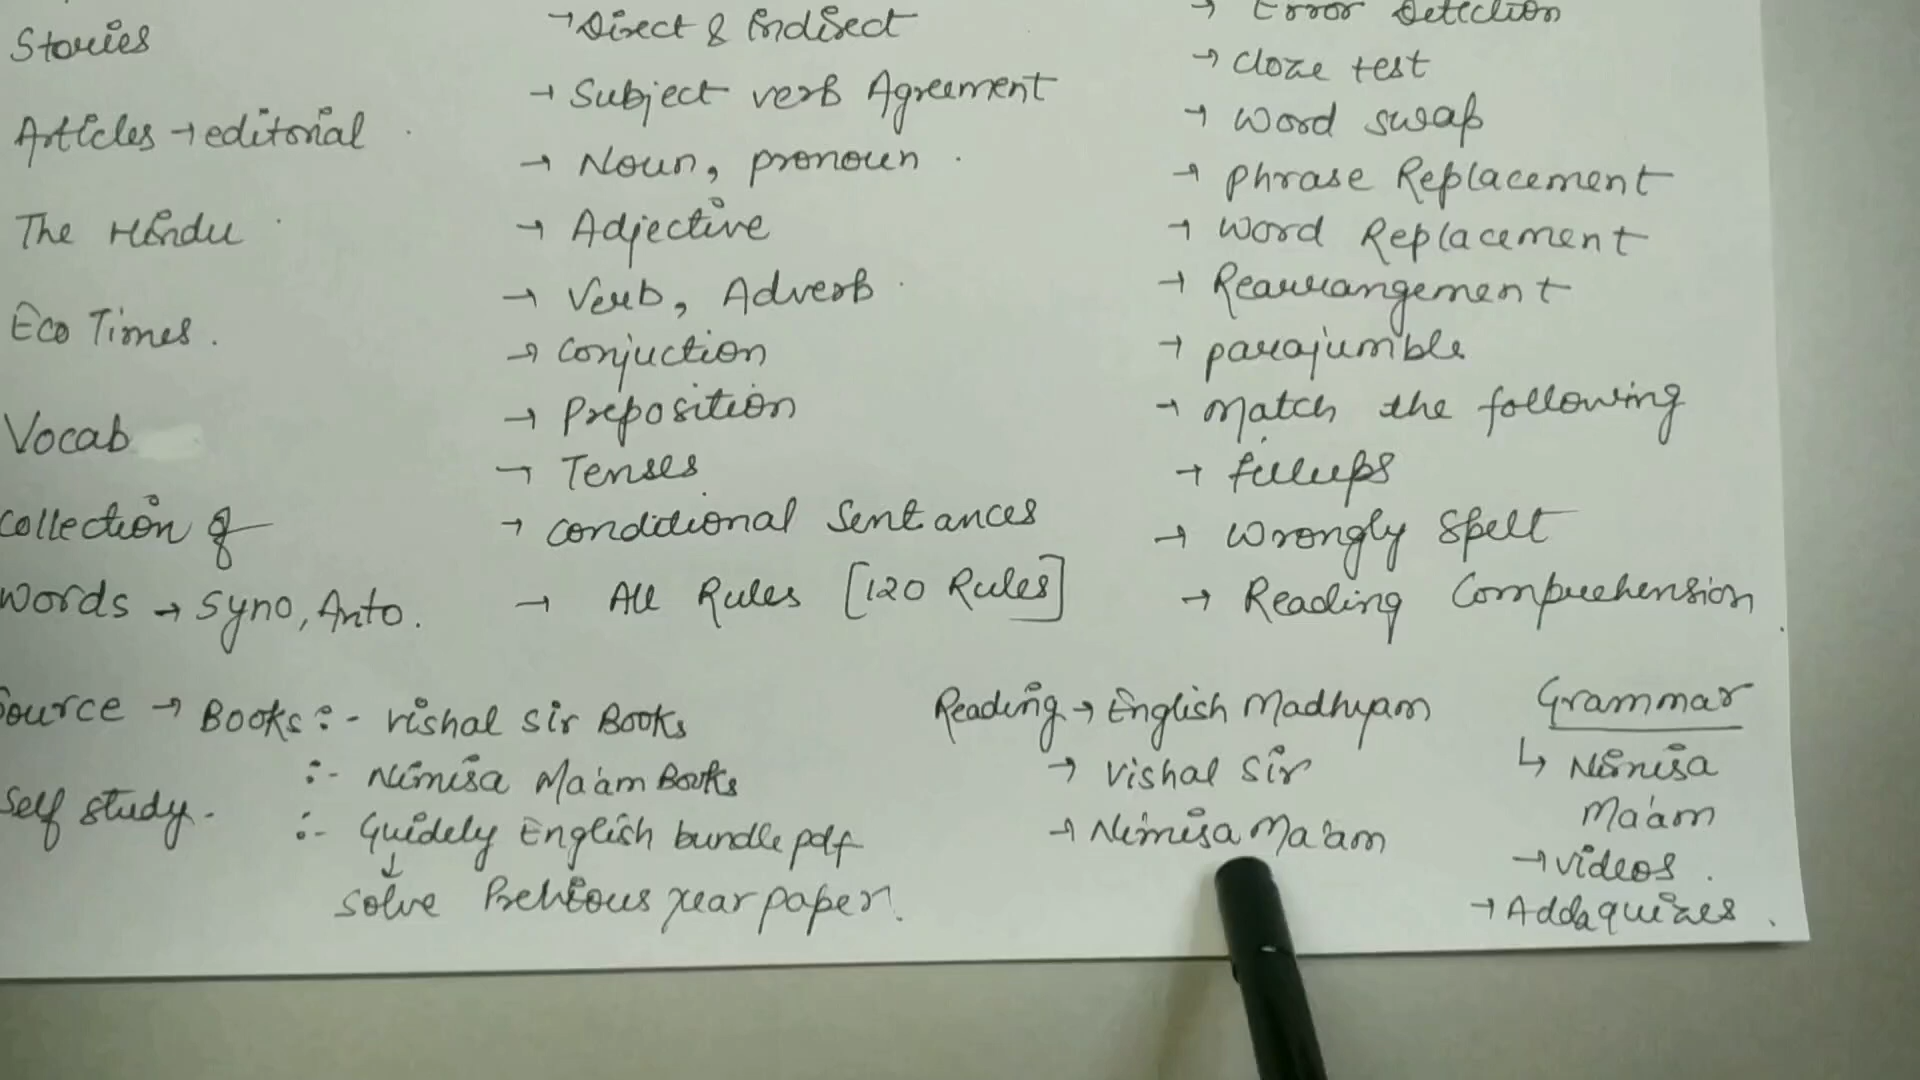 Stories
Articles → editorial
The Hindu
Eco Times.
Vocab
Collection of
Words → Syno, Anto.
→ Direct & Indirect
→ Subject verb Agreement
→ Noun, pronoun
→ Adjective
→ Verb, Adverb
→ Conjuction
→ Preposition
→ Tenses
→ Conditional Sentances
→ All Rules [120 Rules]
→ Error Detection
→ Cloze test
→ Word swap
→ Phrase Replacement
→ Word Replacement
→ Rearrangement
→ parajumble
→ Match the following
→ fillups
→ Wrongly Spelt
→ Reading Comprehension
Source → Books :- Vishal Sir Books
:- Nimisa Ma'am Books
Self study.
:- Guidely English bundle pdf
↓
Solve Previous year paper.
Reading → English Madhyam
→ Vishal Sir
→ Nimisa Ma'am
Grammar
↳ Nimisa
Ma'am
→ videos.
→ Adda quizes.